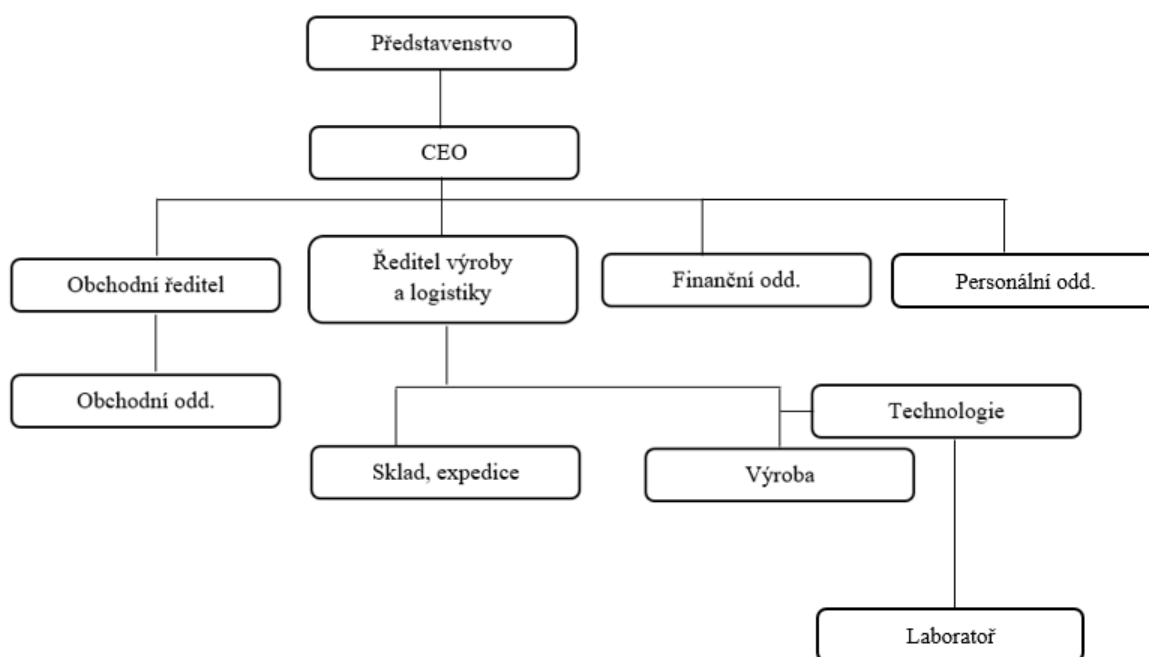 Představenstvo
CEO
Obchodní ředitel
Ředitel výroby
a logistiky
Finanční odd.
Personální odd.
Obchodní odd.
Technologie
Sklad, expedice
Výroba
Laboratoř